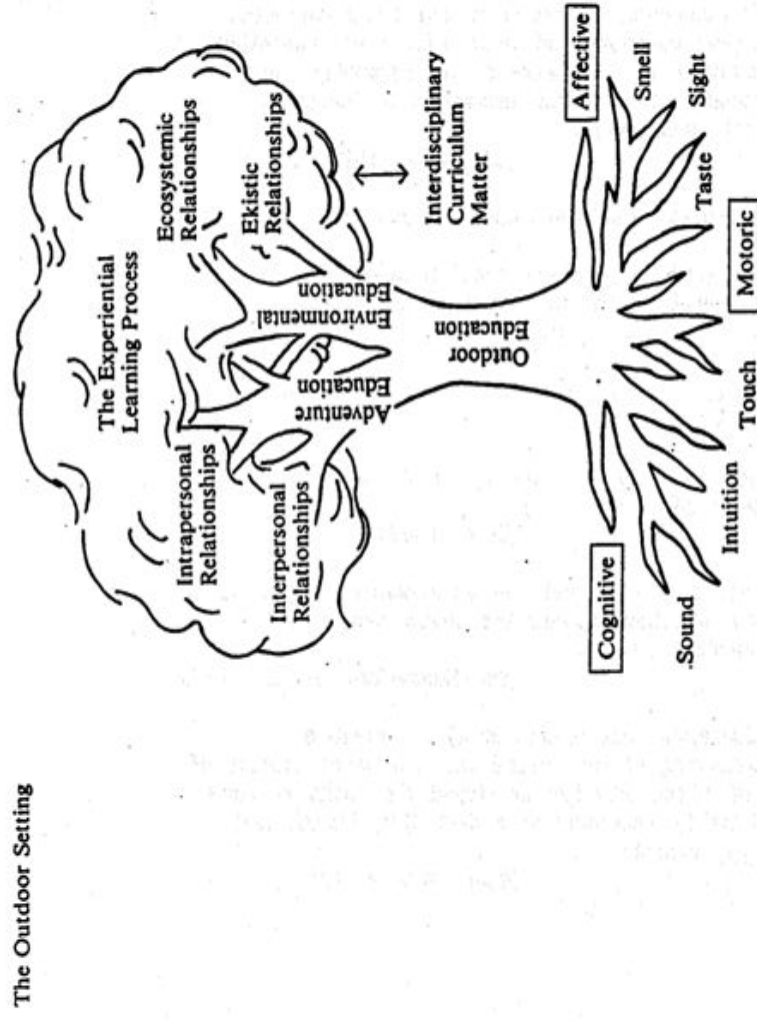 The Outdoor Setting
The Experiential
Learning Process
Intrapersonal
Relationships
Ecosystemic
Relationships
Interpersonal
Relationships
Ekistic
Relationships
Adventure
Education
Environmental
Education
Interdisciplinary
Curriculum
Matter
Outdoor
Education
Cognitive
Affective
Sound
Smell
Intuition
Sight
Touch
Taste
Motoric